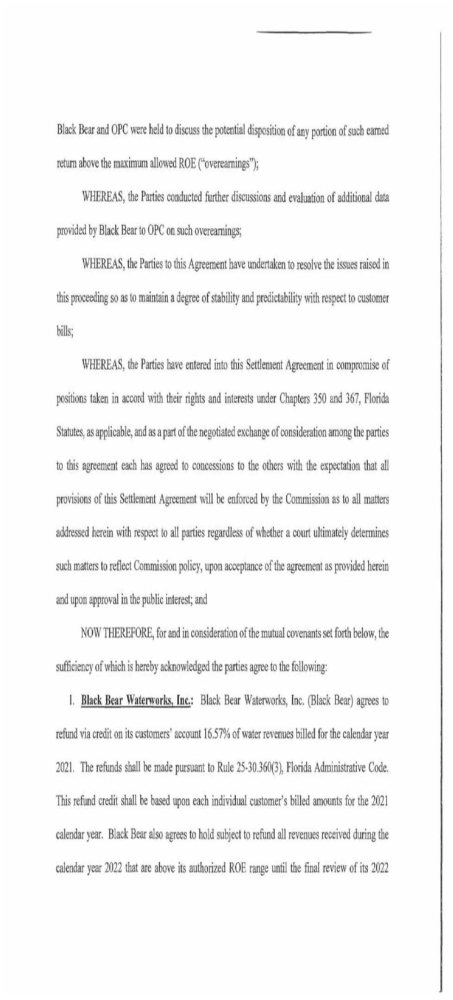 Black Bear and OPC were held to discuss the potential disposition of any portion of such earned
return above the maximum allowed ROE (“overearnings”);
WHEREAS, the Parties conducted further discussions and evaluation of additional data
provided by Black Bear to OPC on such overearnings;
WHEREAS, the Parties to this Agreement have undertaken to resolve the issues raised in
this proceeding so as to maintain a degree of stability and predictability with respect to customer
bills;
WHEREAS, the Parties have entered into this Settlement Agreement in compromise of
positions taken in accord with their rights and interests under Chapters 350 and 367, Florida
Statutes, as applicable, and as a part of the negotiated exchange of consideration among the parties
to this agreement each has agreed to concessions to the others with the expectation that all
provisions of this Settlement Agreement will be enforced by the Commission as to all matters
addressed herein with respect to all parties regardless of whether a court ultimately determines
such matters to reflect Commission policy, upon acceptance of the agreement as provided herein
and upon approval in the public interest; and
NOW THEREFORE, for and in consideration of the mutual covenants set forth below, the
sufficiency of which is hereby acknowledged the parties agree to the following:
1. Black Bear Waterworks, Inc.: Black Bear Waterworks, Inc. (Black Bear) agrees to
refund via credit on its customers’ account 16.57% of water revenues billed for the calendar year
2021. The refunds shall be made pursuant to Rule 25-30.360(3), Florida Administrative Code.
This refund credit shall be based upon each individual customer’s billed amounts for the 2021
calendar year. Black Bear also agrees to hold subject to refund all revenues received during the
calendar year 2022 that are above its authorized ROE range until the final review of its 2022